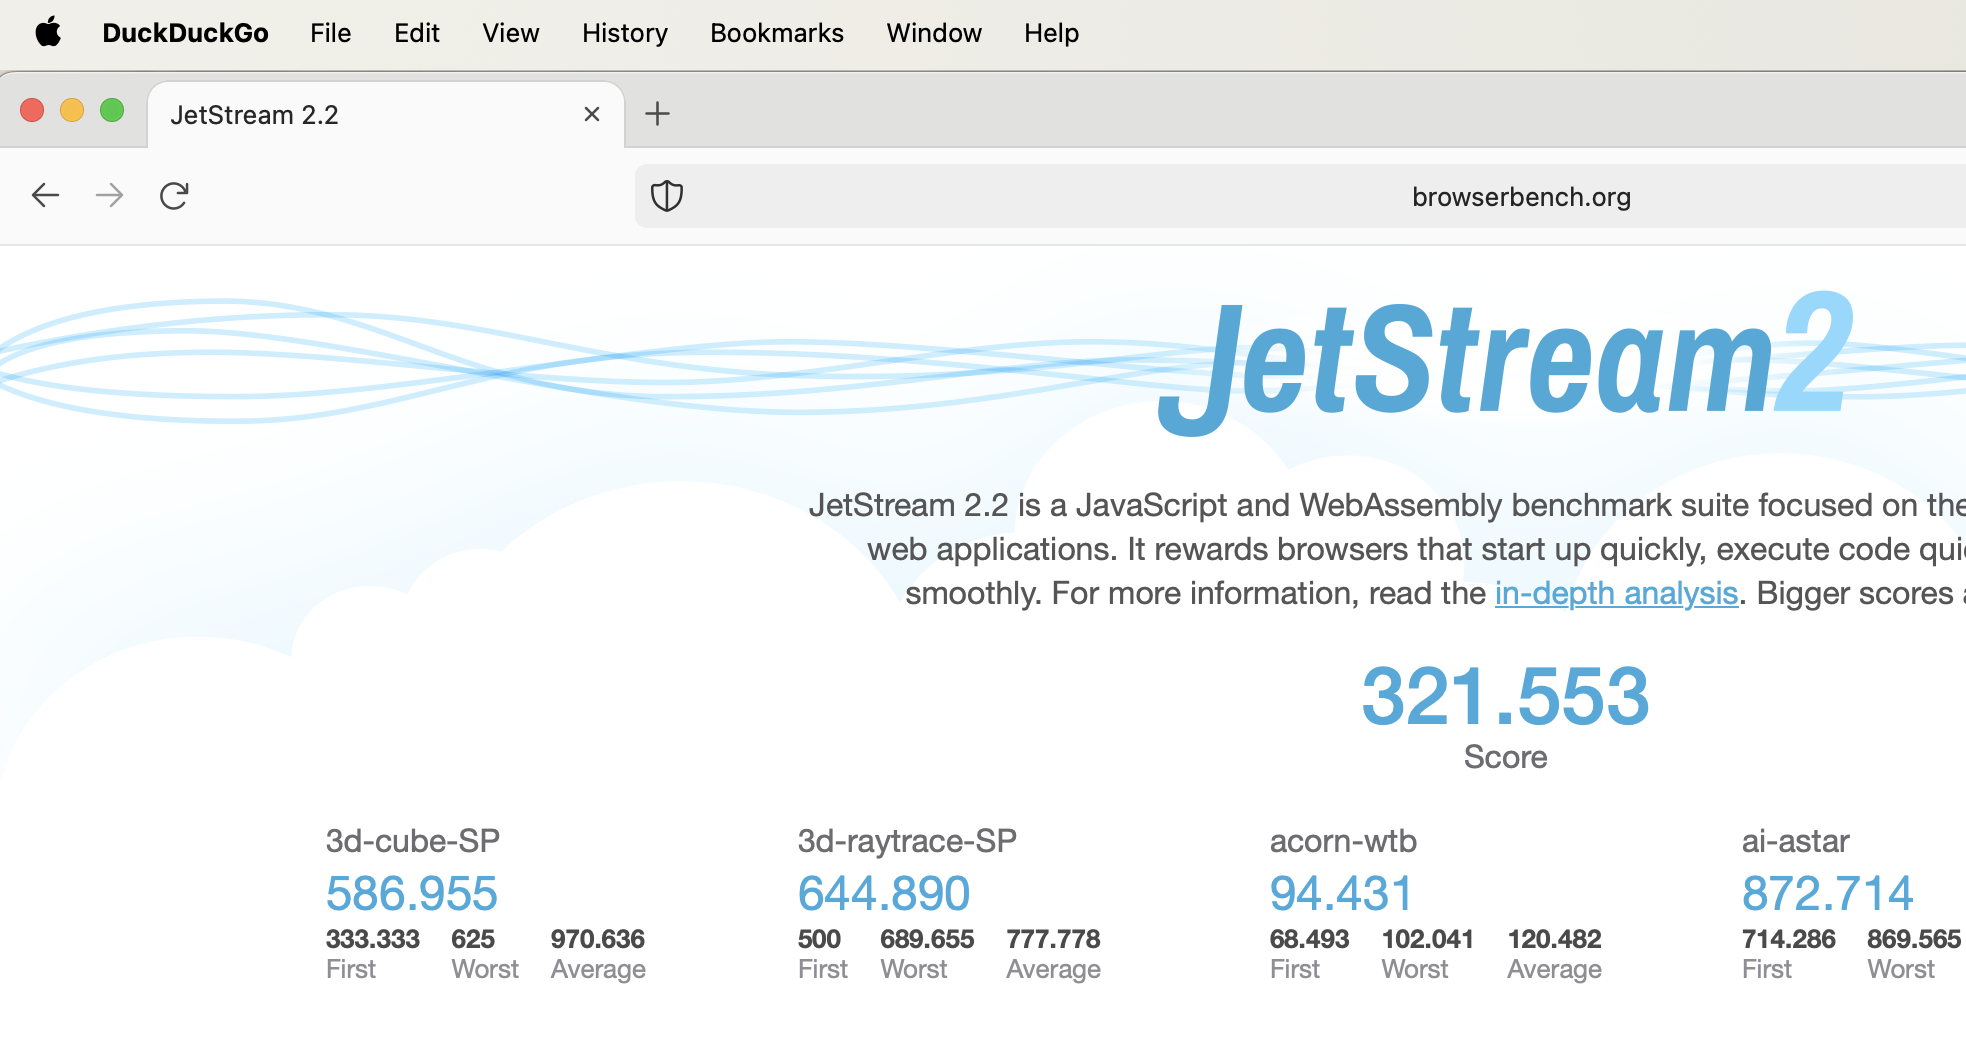 DuckDuckGo File Edit View History Bookmarks Window Help
JetStream 2.2
browserbench.org
JetStream2
JetStream 2.2 is a JavaScript and WebAssembly benchmark suite focused on the
web applications. It rewards browsers that start up quickly, execute code
smoothly. For more information, read the in-depth analysis. Bigger scores
321.553
Score
3d-cube-SP
586.955
333.333 625 970.636
First Worst Average
3d-raytrace-SP
644.890
500 689.655 777.778
First Worst Average
acorn-wtb
94.431
68.493 102.041 120.482
First Worst Average
ai-astar
872.714
714.286 869.565
First Worst